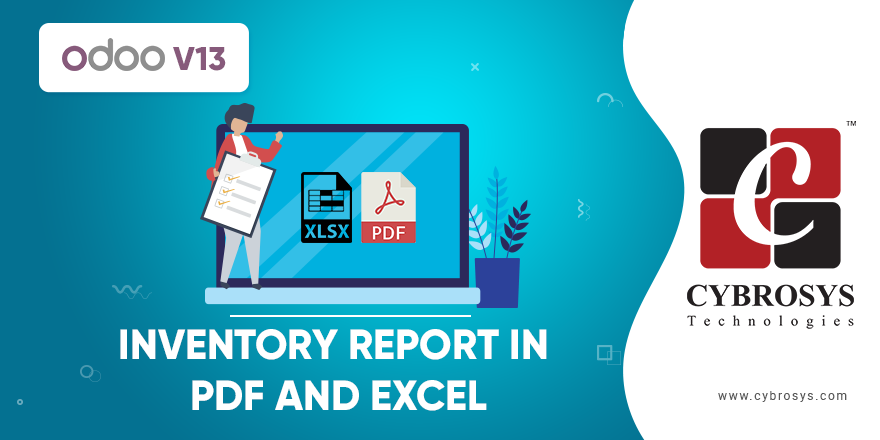 odoo V13
XLSX
PDF
INVENTORY REPORT IN
PDF AND EXCEL
C
TM
CYBROSYS
Technologies
www.cybrosys.com